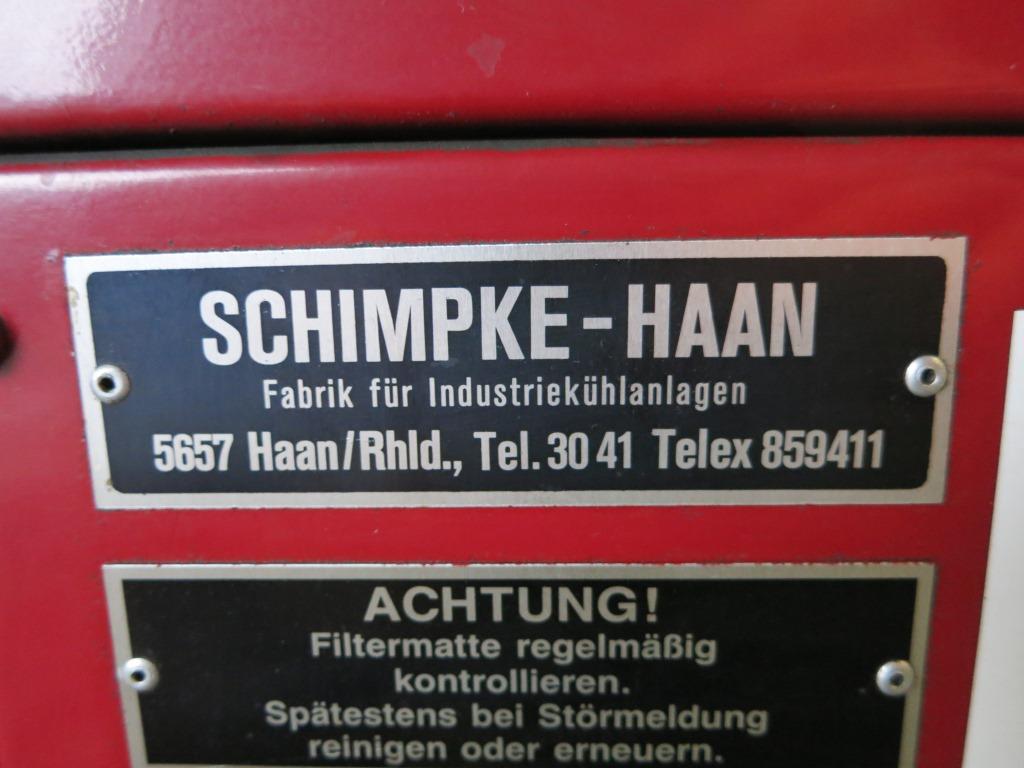 SCHIMPKE-HAAN
Fabrik für Industriekühlanlagen
5657 Haan/Rhld., Tel. 30 41 Telex 859411
ACHTUNG!
Filtermatte regelmäßig
kontrollieren.
Spätestens bei Störmeldung
reinigen oder erneuern.